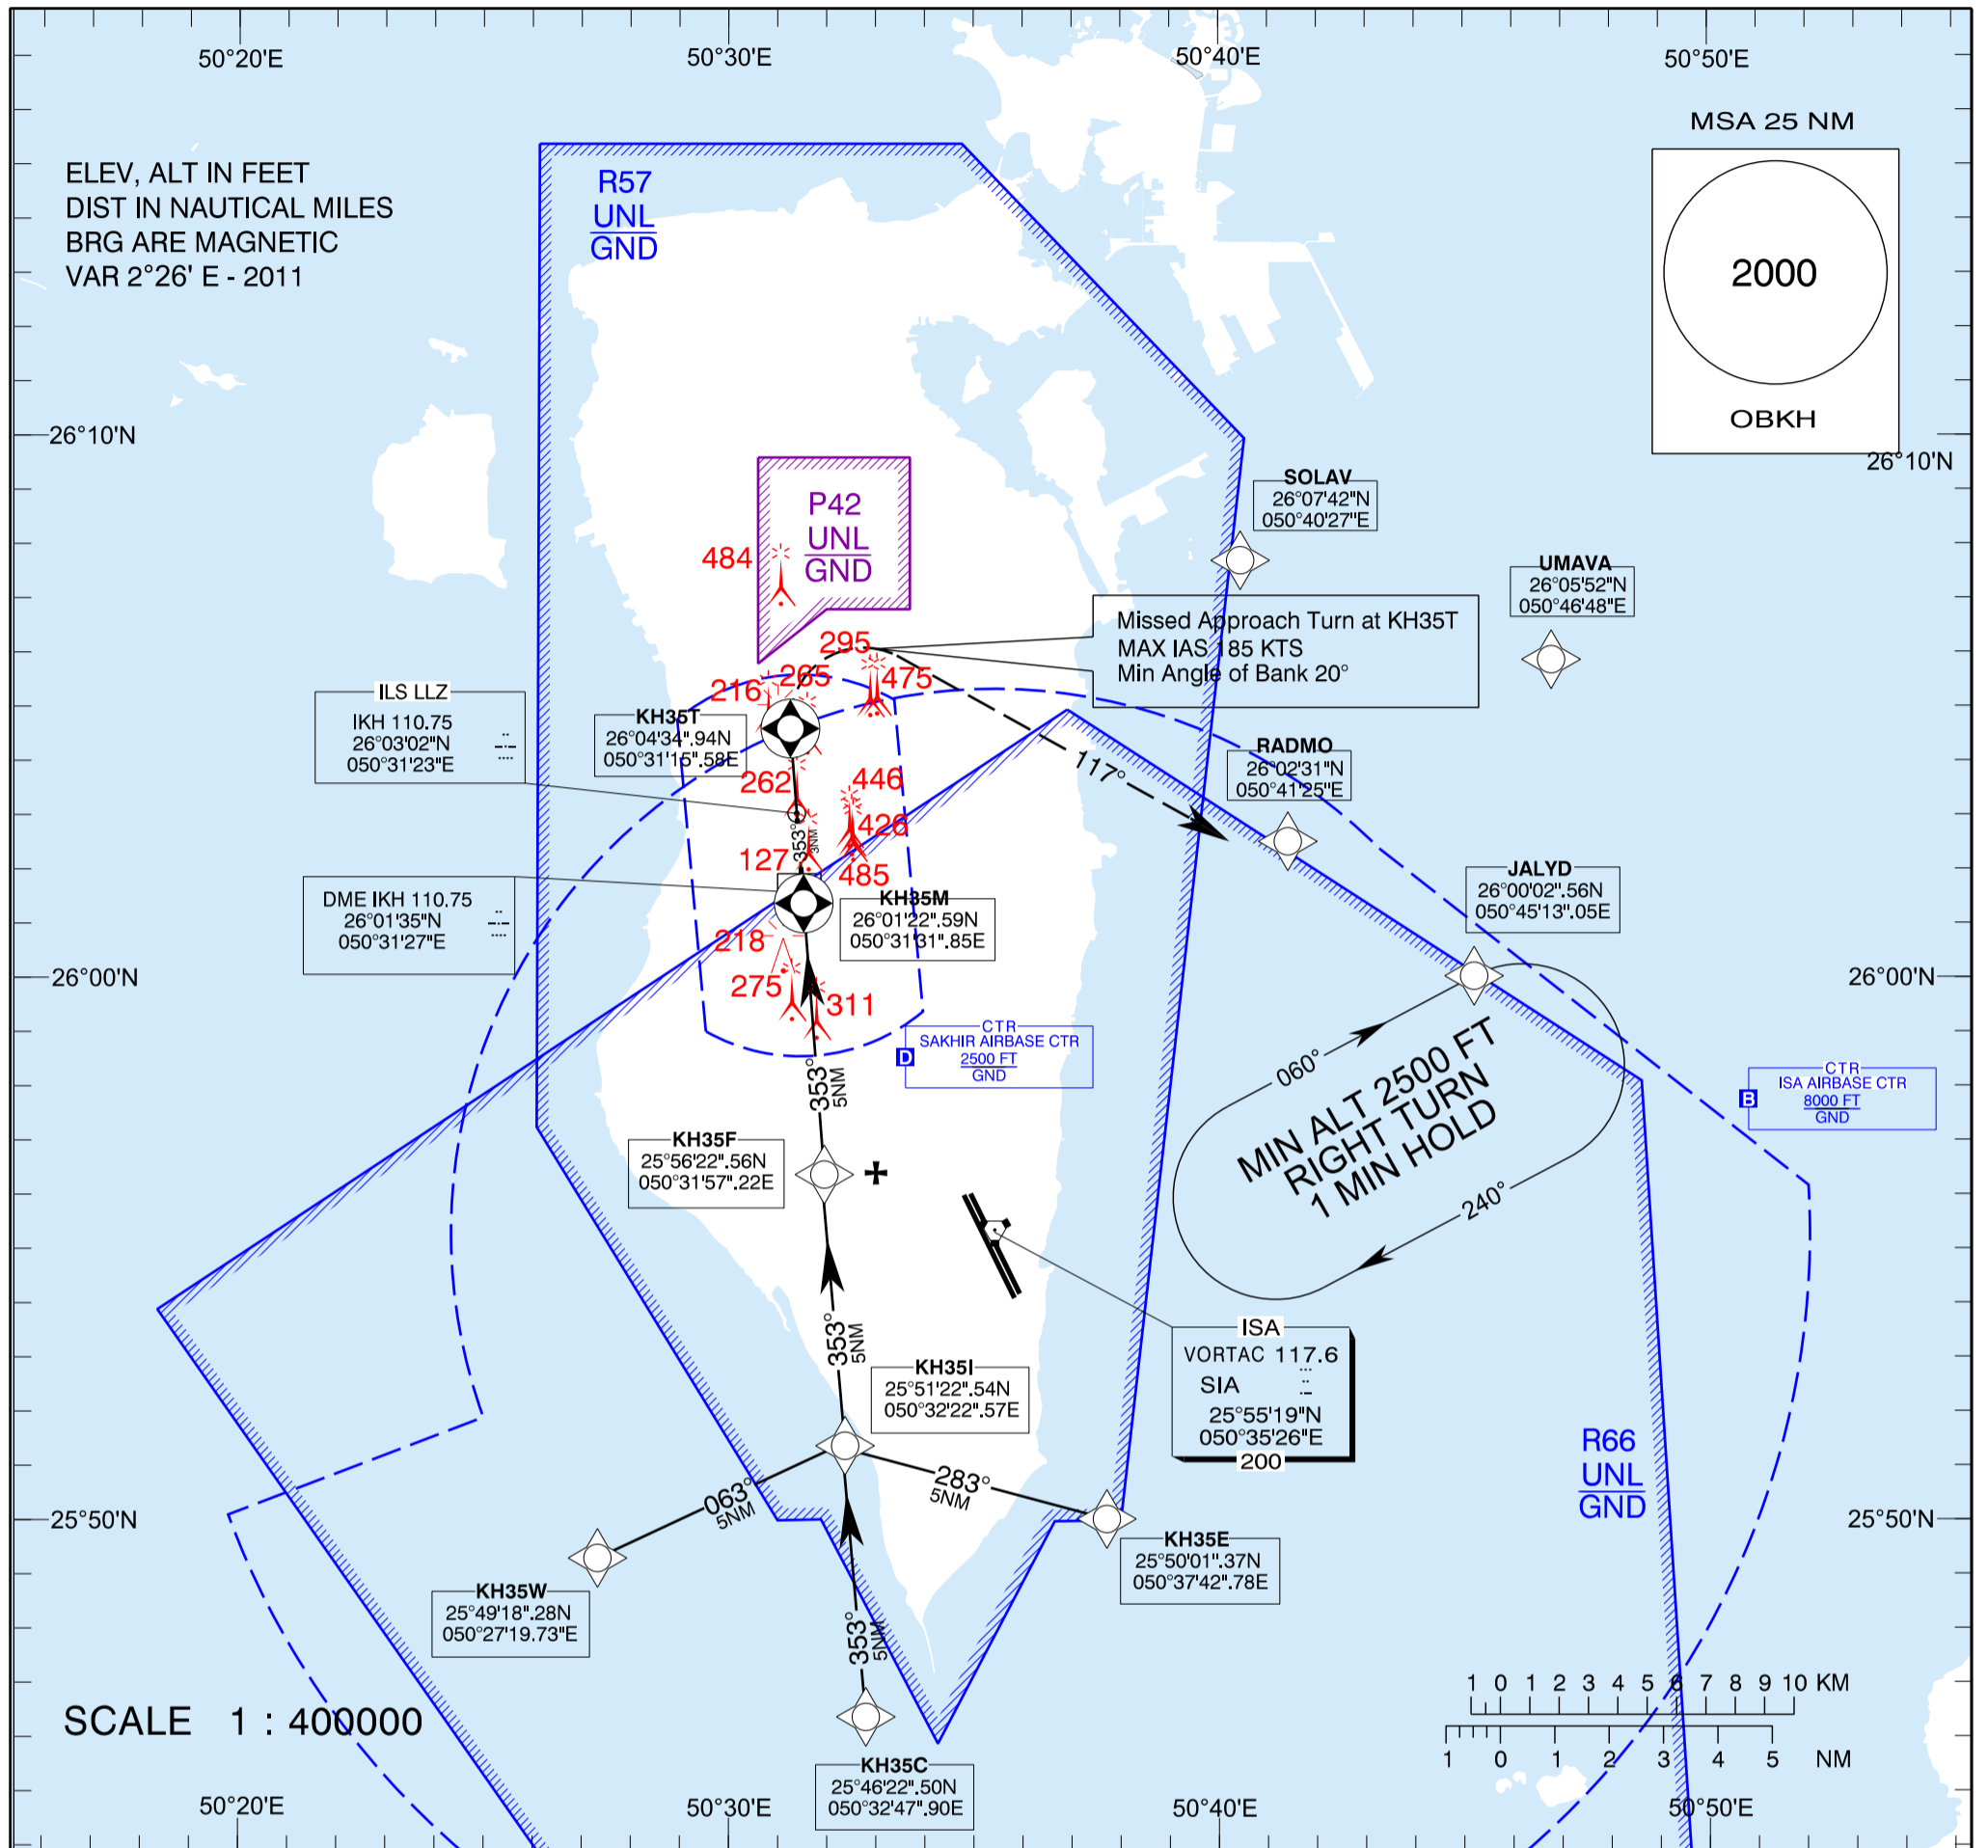 50°20'E
50°30'E
50°40'E
50°50'E
MSA 25 NM
2000
OBKH
ELEV, ALT IN FEET
DIST IN NAUTICAL MILES
BRG ARE MAGNETIC
VAR 2°26' E - 2011
R57
UNL
GND
26°10'N
26°10'N
SOLAV
26°07'42"N
050°40'27"E
P42
UNL
GND
484
UMAVA
26°05'52"N
050°46'48"E
Missed Approach Turn at KH35T
MAX IAS 185 KTS
Min Angle of Bank 20°
295
265
475
216
ILS LLZ
IKH 110.75
26°03'02"N
050°31'23"E
KH35T
26°04'34".94N
050°31'15".58E
RADMO
26°02'31"N
050°41'25"E
117°
262
446
426
353°
3NM
127
485
DME IKH 110.75
26°01'35"N
050°31'27"E
KH35M
26°01'22".59N
050°31'31".85E
JALYD
26°00'02".56N
050°45'13".05E
218
275
311
26°00'N
26°00'N
CTR
SAKHIR AIRBASE CTR
2500 FT
GND
D
060°
MIN ALT 2500 FT
RIGHT TURN
1 MIN HOLD
240°
CTR
ISA AIRBASE CTR
8000 FT
GND
B
353°
5NM
KH35F
25°56'22".56N
050°31'57".22E
353°
5NM
ISA
VORTAC 117.6
SIA
25°55'19"N
050°35'26"E
200
KH35I
25°51'22".54N
050°32'22".57E
R66
UNL
GND
063°
5NM
283°
5NM
25°50'N
25°50'N
KH35E
25°50'01".37N
050°37'42".78E
KH35W
25°49'18".28N
050°27'19.73"E
353°
5NM
SCALE 1 : 400000
1 0 1 2 3 4 5 6 7 8 9 10 KM
1 0 1 2 3 4 5 NM
KH35C
25°46'22".50N
050°32'47".90E
50°20'E
50°30'E
50°40'E
50°50'E